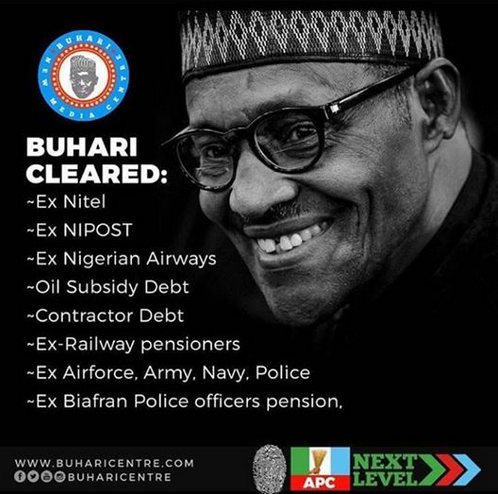 NEW BUHARI
MEDIA CENTRE
BUHARI
CLEARED:
~Ex Nitel
~Ex NIPOST
~Ex Nigerian Airways
~Oil Subsidy Debt
~Contractor Debt
~Ex-Railway pensioners
~Ex Airforce, Army, Navy, Police
~Ex Biafran Police officers pension,
WWW.BUHARICENTRE.COM
BUHARICENTRE
APC
NEXT
LEVEL